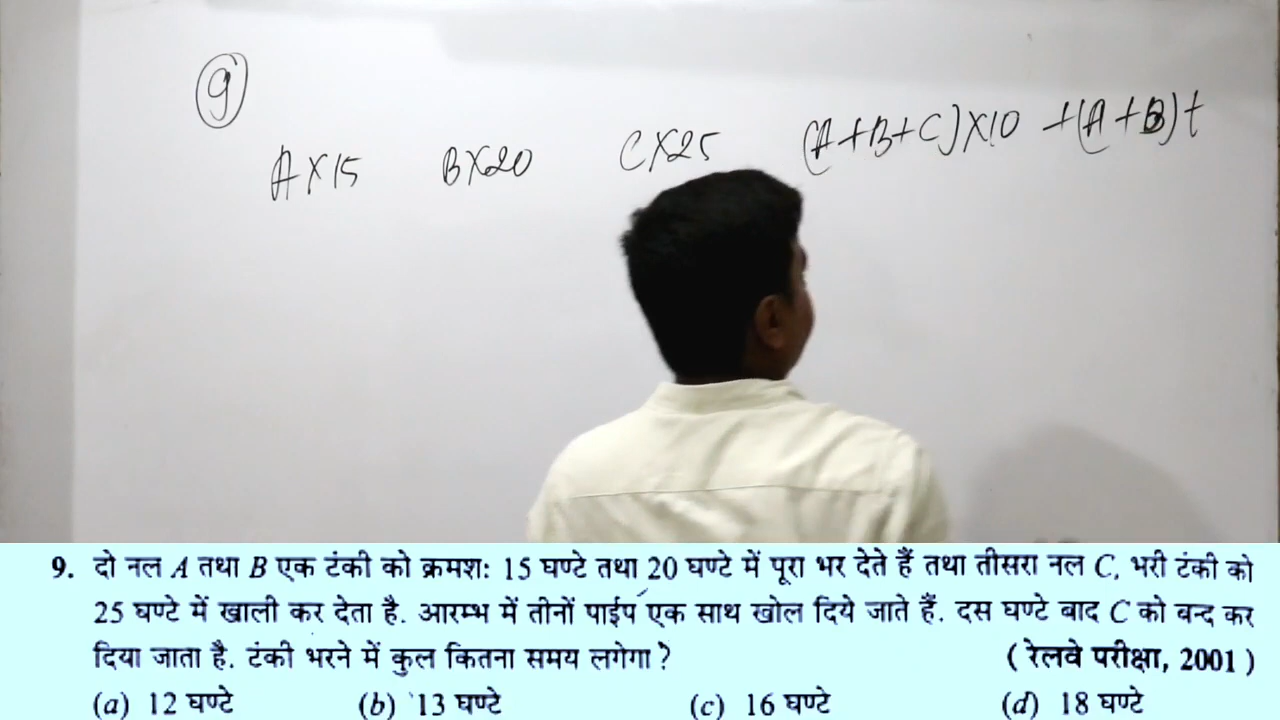 9
A×15 B×20 C×25 (A+B+C)×10 +(A+B)t
9. दो नल A तथा B एक टंकी को क्रमश: 15 घण्टे तथा 20 घण्टे में पूरा भर देते हैं तथा तीसरा नल C, भरी टंकी को
25 घण्टे में खाली कर देता है. आरम्भ में तीनों पाईप एक साथ खोल दिये जाते हैं. दस घण्टे बाद C को बन्द कर
दिया जाता है. टंकी भरने में कुल कितना समय लगेगा ? ( रेलवे परीक्षा, 2001 )
(a) 12 घण्टे (b) 13 घण्टे (c) 16 घण्टे (d) 18 घण्टे